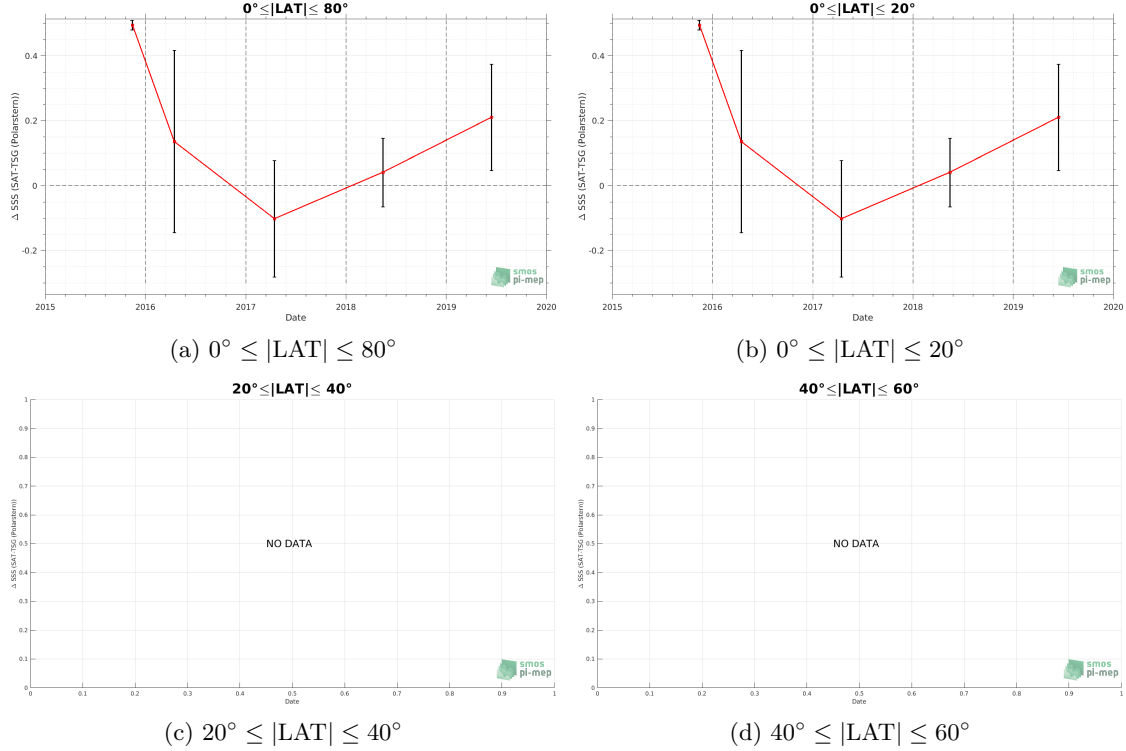 0°≤|LAT|≤ 80°
Δ SSS (SAT-TSG (Polarstern))
0.4
0.2
0
-0.2
2015 2016 2017 2018 2019 2020
Date
smos
pi-mep
(a) 0° ≤ |LAT| ≤ 80°
0°≤|LAT|≤ 20°
Δ SSS (SAT-TSG (Polarstern))
0.4
0.2
0
-0.2
2015 2016 2017 2018 2019 2020
Date
smos
pi-mep
(b) 0° ≤ |LAT| ≤ 20°
20°≤|LAT|≤ 40°
Δ SSS (SAT-TSG (Polarstern))
1
0.9
0.8
0.7
0.6
0.5
0.4
0.3
0.2
0.1
0
NO DATA
0 0.1 0.2 0.3 0.4 0.5 0.6 0.7 0.8 0.9 1
Date
smos
pi-mep
(c) 20° ≤ |LAT| ≤ 40°
40°≤|LAT|≤ 60°
Δ SSS (SAT-TSG (Polarstern))
1
0.9
0.8
0.7
0.6
0.5
0.4
0.3
0.2
0.1
0
NO DATA
0 0.1 0.2 0.3 0.4 0.5 0.6 0.7 0.8 0.9 1
Date
smos
pi-mep
(d) 40° ≤ |LAT| ≤ 60°